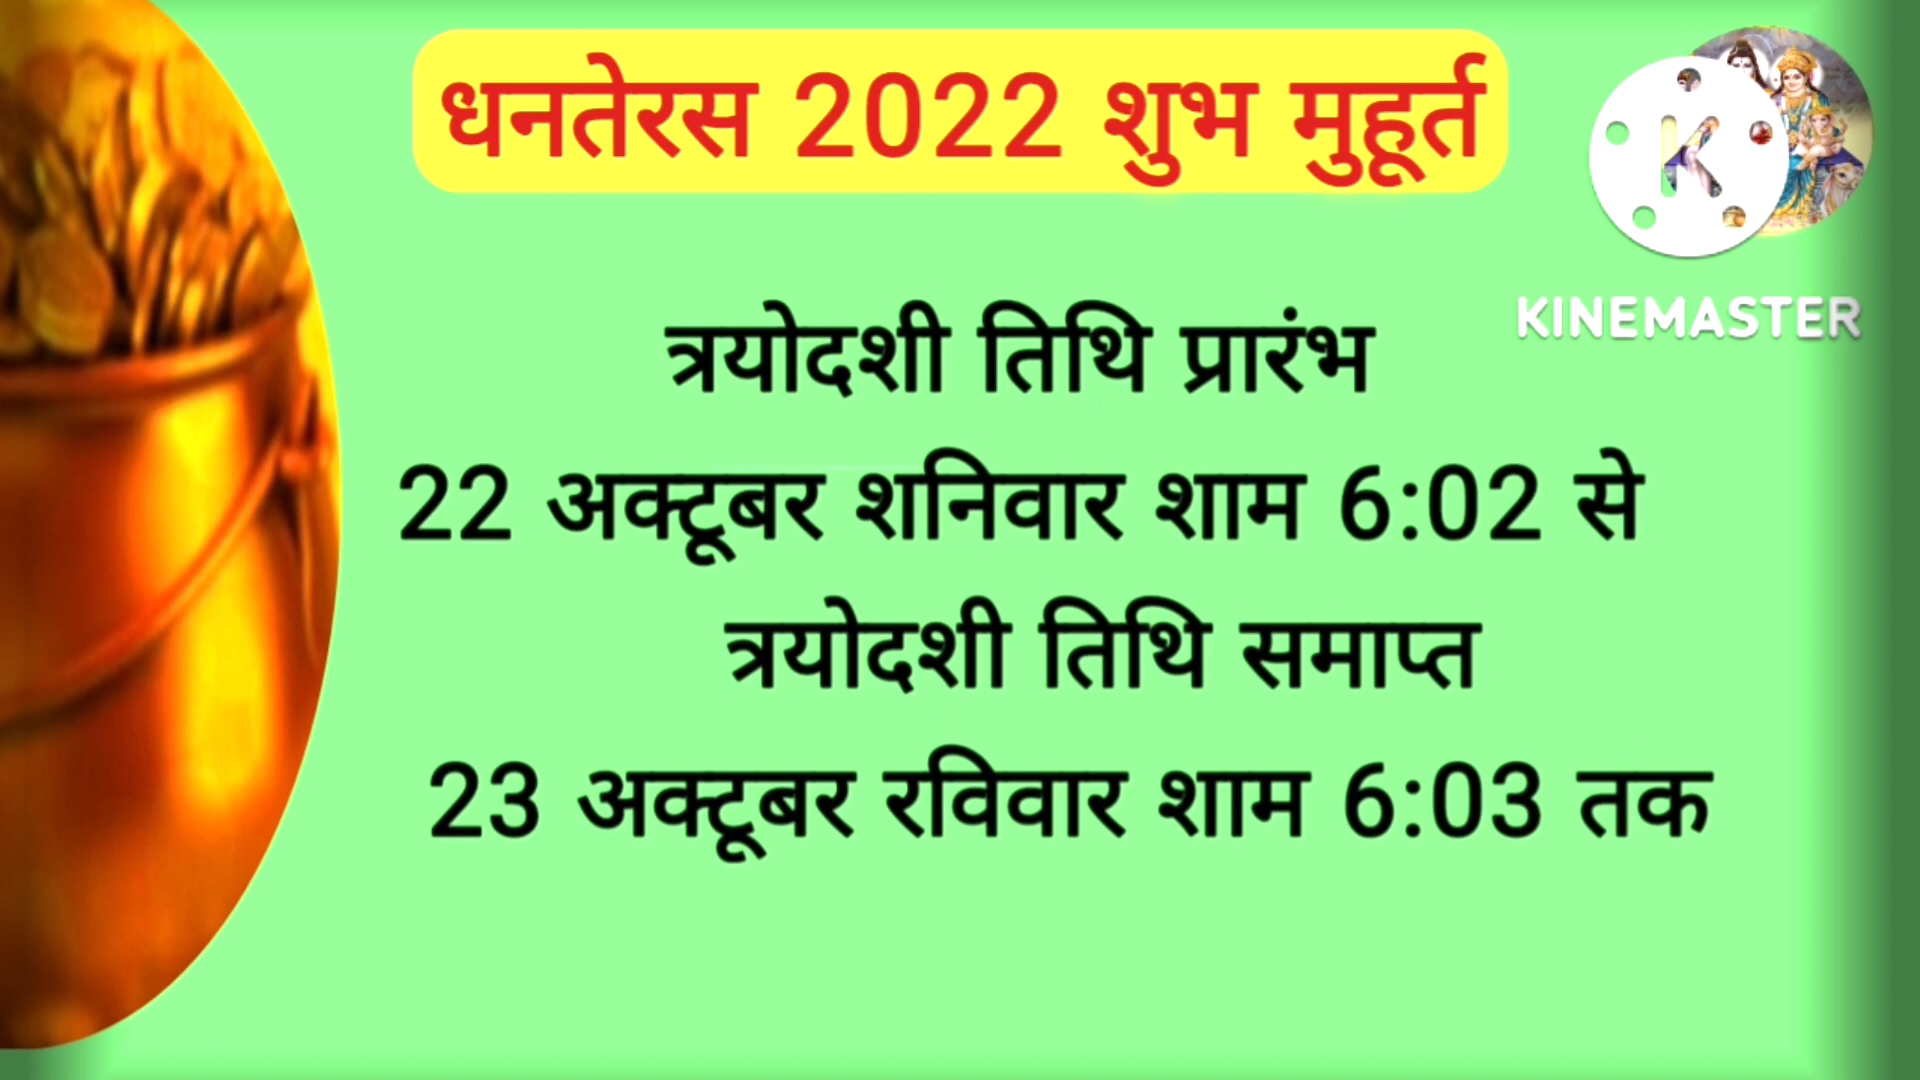 धनतेरस 2022 शुभ मुहूर्त
KINEMASTER
त्रयोदशी तिथि प्रारंभ
22 अक्टूबर शनिवार शाम 6:02 से
त्रयोदशी तिथि समाप्त
23 अक्टूबर रविवार शाम 6:03 तक